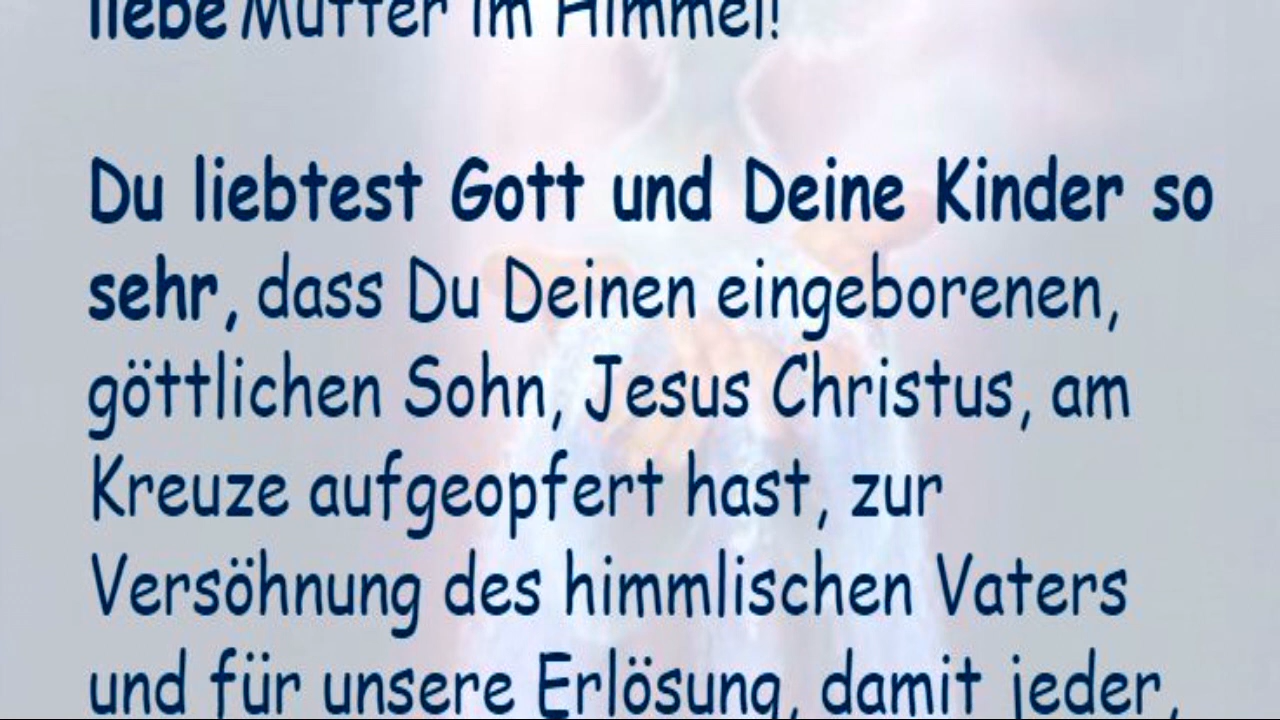 liebe Mutter im Himmel!
Du liebtest Gott und Deine Kinder so
sehr, dass Du Deinen eingeborenen,
göttlichen Sohn, Jesus Christus, am
Kreuze aufgeopfert hast, zur
Versöhnung des himmlischen Vaters
und für unsere Erlösung, damit jeder,